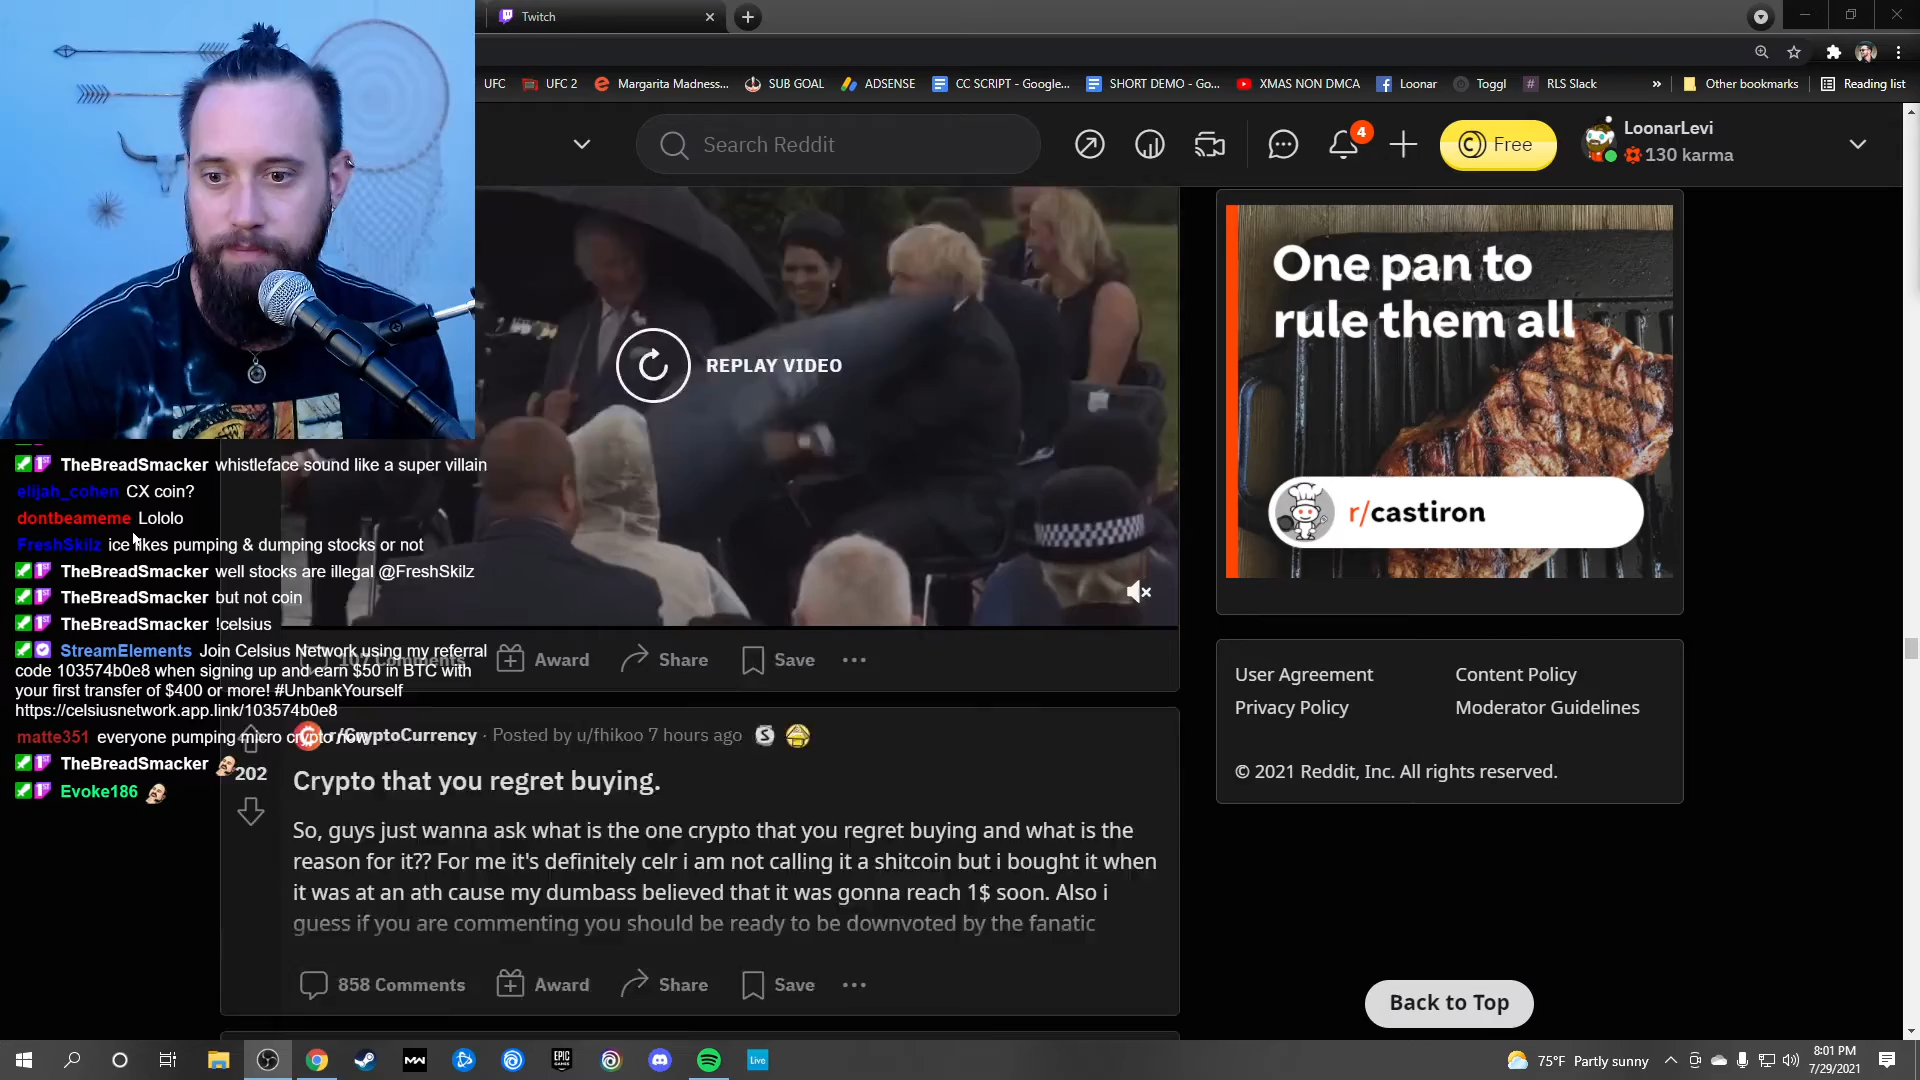 Twitch
UFC
UFC 2
Margarita Madness...
SUB GOAL
ADSENSE
CC SCRIPT - Google...
SHORT DEMO - Go...
XMAS NON DMCA
Loonar
Toggl
RLS Slack
»
Other bookmarks
Reading list
Search Reddit
4
Free
LoonarLevi
130 karma
REPLAY VIDEO
One pan to
rule them all
r/castiron
TheBreadSmacker whistleface sound like a super villain
elijah_cohen CX coin?
dontbeameme Lololo
FreshSkilz ice likes pumping & dumping stocks or not
TheBreadSmacker well stocks are illegal @FreshSkilz
TheBreadSmacker but not coin
TheBreadSmacker !celsius
StreamElements Join Celsius Network using my referral
code 103574b0e8 when signing up and earn $50 in BTC with
your first transfer of $400 or more! #UnbankYourself
https://celsiusnetwork.app.link/103574b0e8
matte351 everyone pumping micro crypto now
TheBreadSmacker
Evoke186
107 Comments
Award
Share
Save
r/CryptoCurrency · Posted by u/fhikoo 7 hours ago
202
Crypto that you regret buying.
So, guys just wanna ask what is the one crypto that you regret buying and what is the
reason for it?? For me it's definitely celr i am not calling it a shitcoin but i bought it when
it was at an ath cause my dumbass believed that it was gonna reach 1$ soon. Also i
guess if you are commenting you should be ready to be downvoted by the fanatic
858 Comments
Award
Share
Save
User Agreement
Content Policy
Privacy Policy
Moderator Guidelines
© 2021 Reddit, Inc. All rights reserved.
Back to Top
EPIC
GAMES
Live
75°F Partly sunny
8:01 PM
7/29/2021